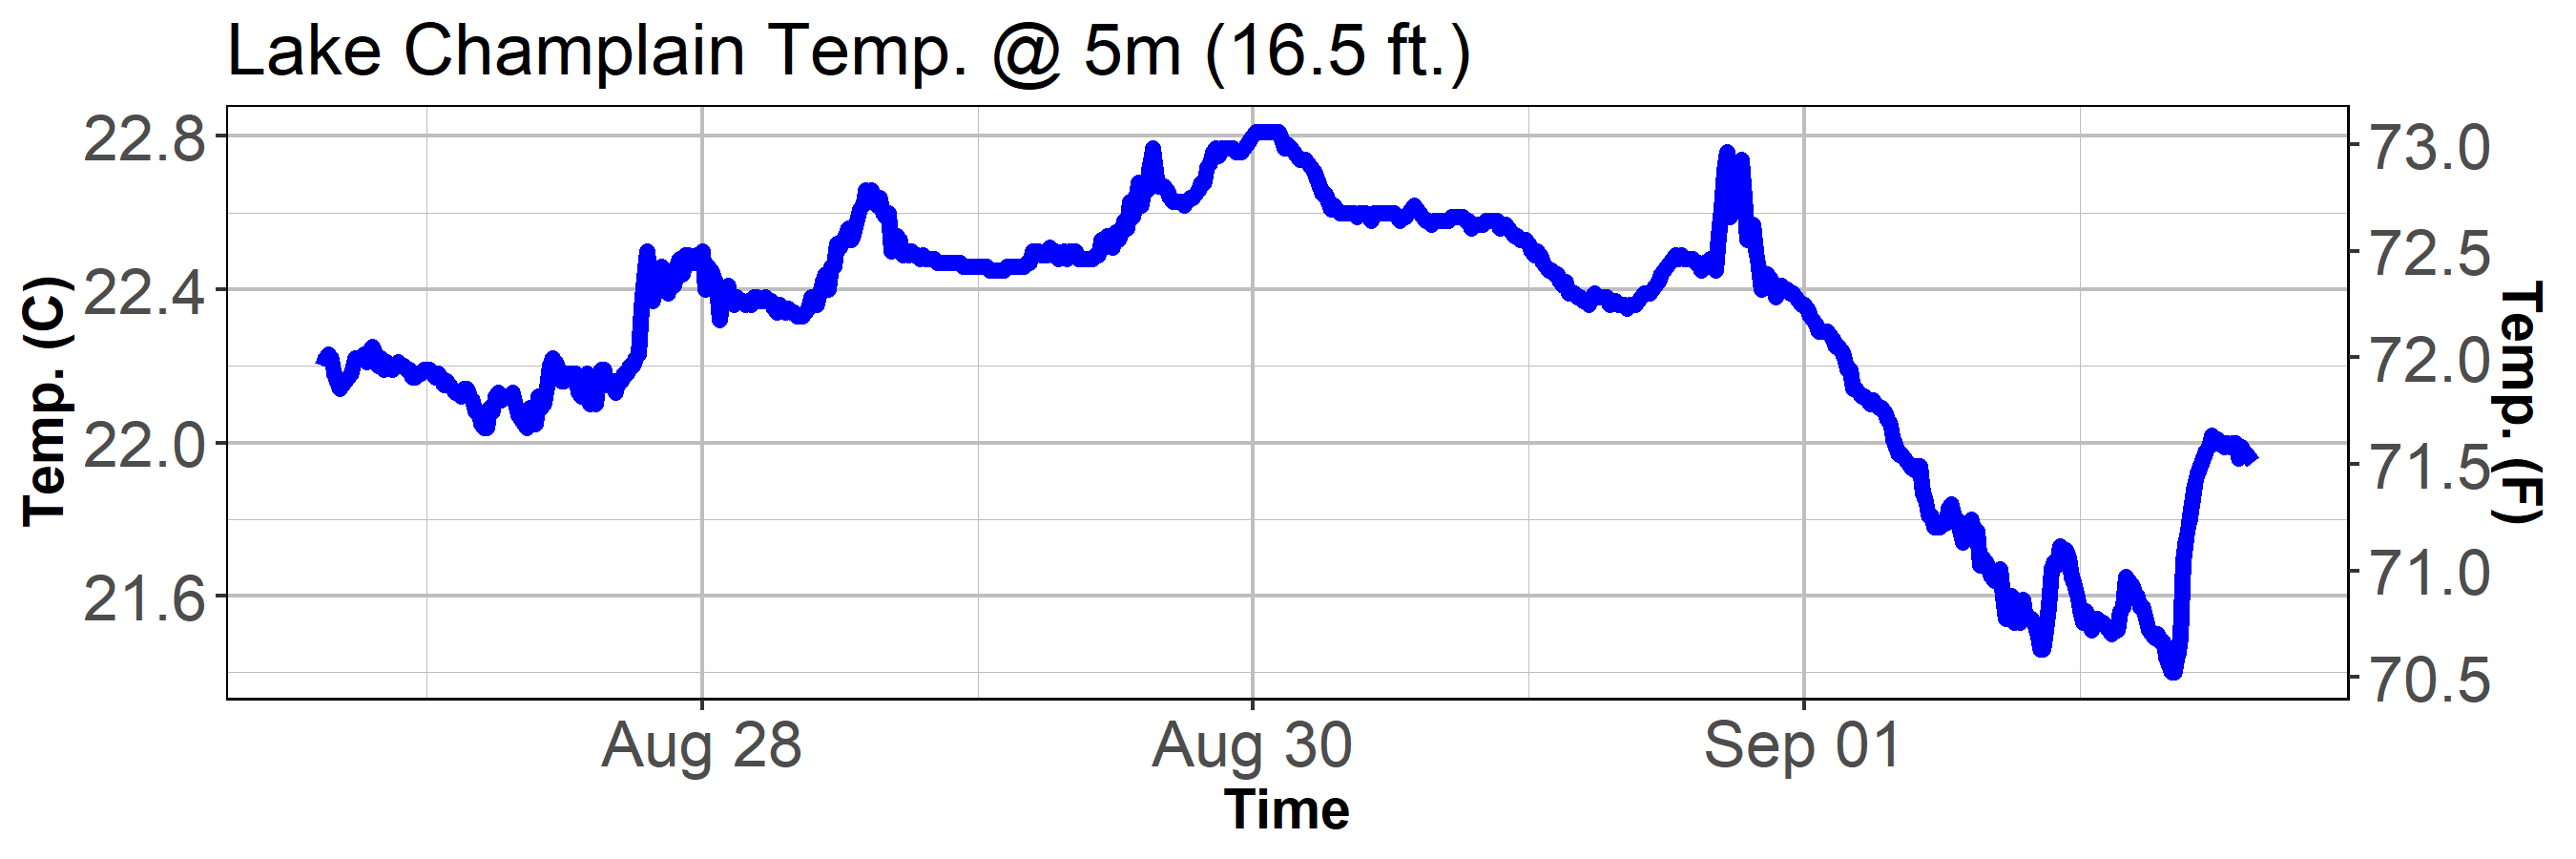 Lake Champlain Temp. @ 5m (16.5 ft.)
Temp. (C)
22.8
22.4
22.0
21.6
73.0
72.5
72.0
71.5
71.0
70.5
Temp. (F)
Aug 28
Aug 30
Sep 01
Time